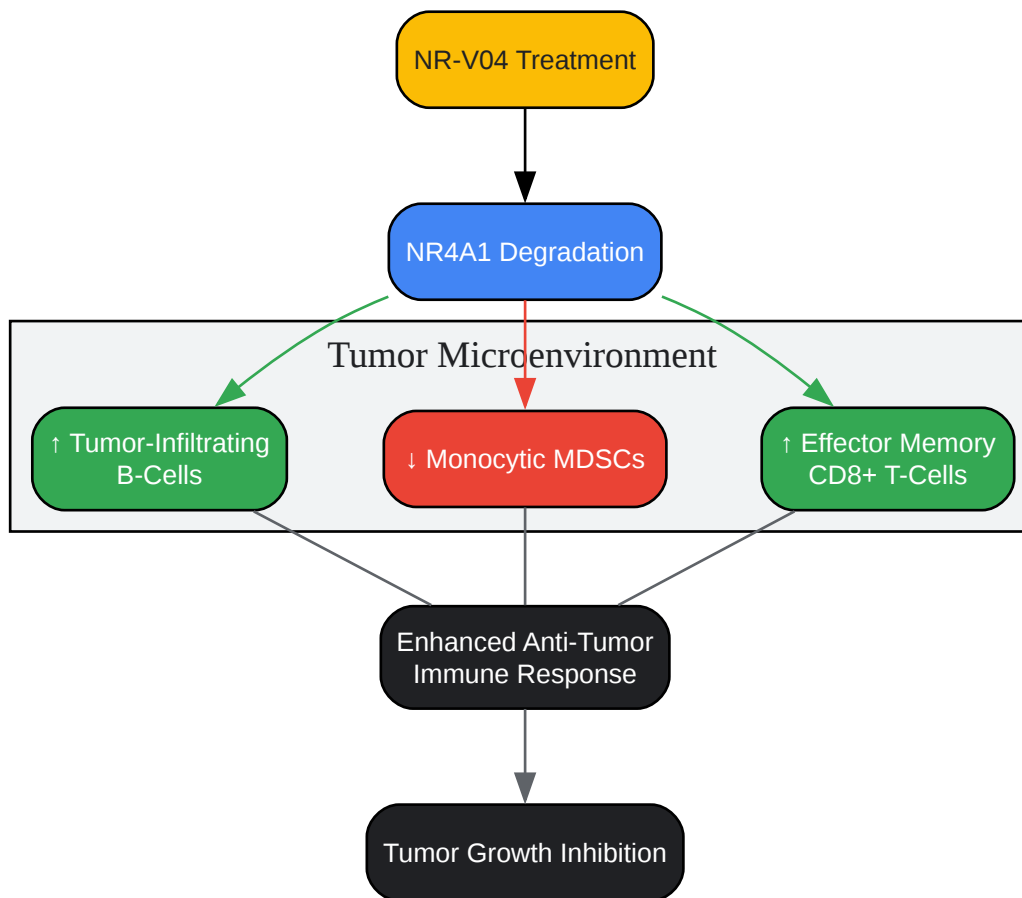 NR-V04 Treatment
NR4A1 Degradation
Tumor Microenvironment
↑ Tumor-Infiltrating
B-Cells
↓ Monocytic MDSCs
↑ Effector Memory
CD8+ T-Cells
Enhanced Anti-Tumor
Immune Response
Tumor Growth Inhibition